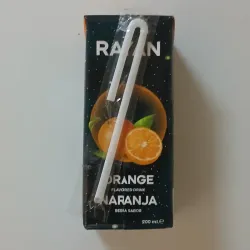 RAYAN
ORANGE
FLAVORED DRINK
NARANJA
BEBIDA SABOR
200 ml ℮